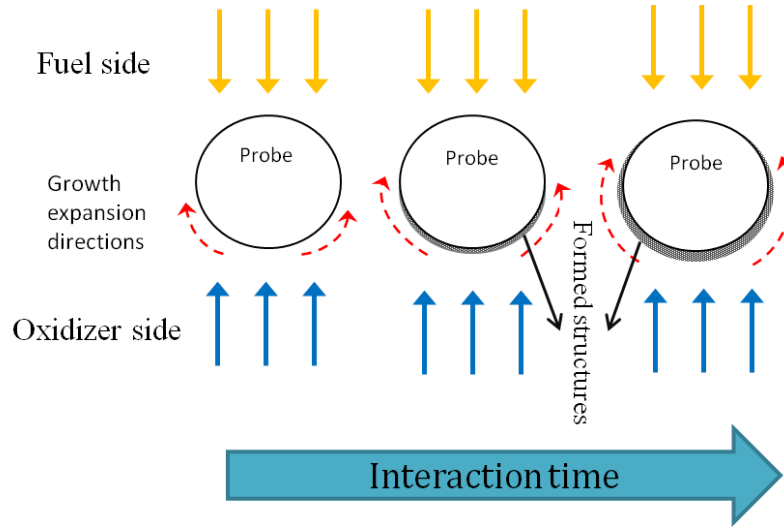 Fuel side
Probe
Probe
Probe
Growth
expansion
directions
Formed structures
Oxidizer side
Interaction time